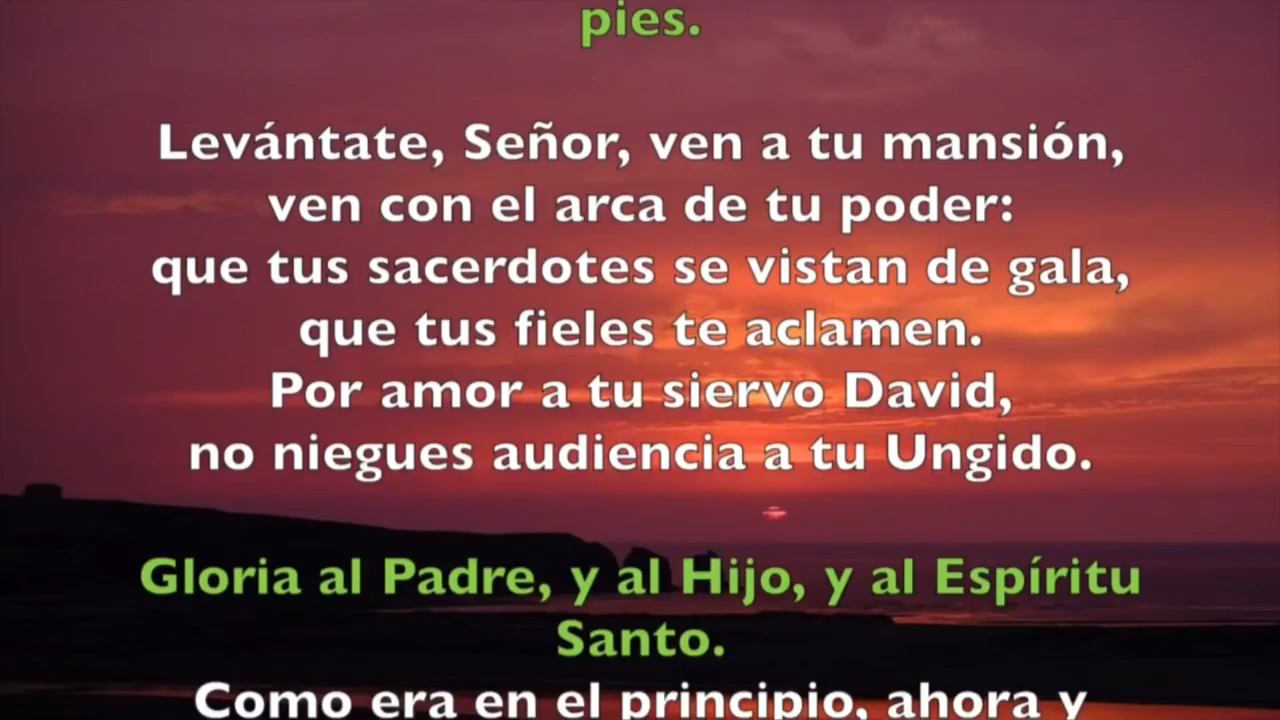 pies.
Levántate, Señor, ven a tu mansión,
ven con el arca de tu poder:
que tus sacerdotes se vistan de gala,
que tus fieles te aclamen.
Por amor a tu siervo David,
no niegues audiencia a tu Ungido.
Gloria al Padre, y al Hijo, y al Espíritu
Santo.
Como era en el principio, ahora y